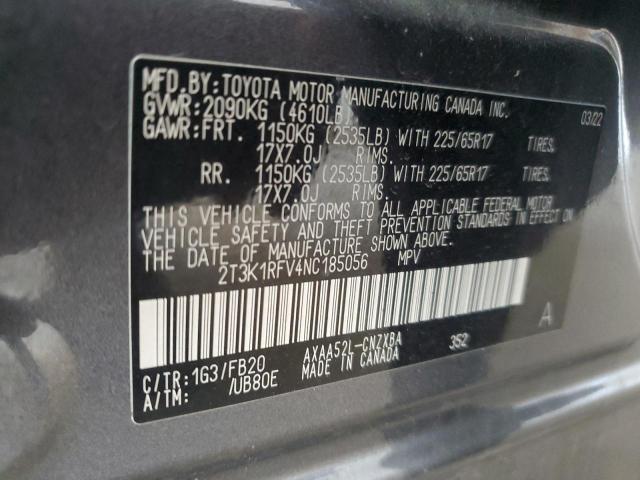 MFD.BY:TOYOTA MOTOR MANUFACTURING CANADA INC.
GVWR:2090KG (4610LB) 03/22
GAWR:FRT. 1150KG (2535LB) WITH 225/65R17 TIRES.
17X7.0J RIMS.
RR. 1150KG (2535LB) WITH 225/65R17 TIRES.
17X7.0J RIMS.
THIS VEHICLE CONFORMS TO ALL APPLICABLE FEDERAL MOTOR
VEHICLE SAFETY AND THEFT PREVENTION STANDARDS IN EFFECT ON
THE DATE OF MANUFACTURE SHOWN ABOVE.
2T3K1RFV4NC185056 MPV
A
C/TR:1G3/FB20 AXAA52L-CNZXBA 352
A/TM: /UB80E MADE IN CANADA